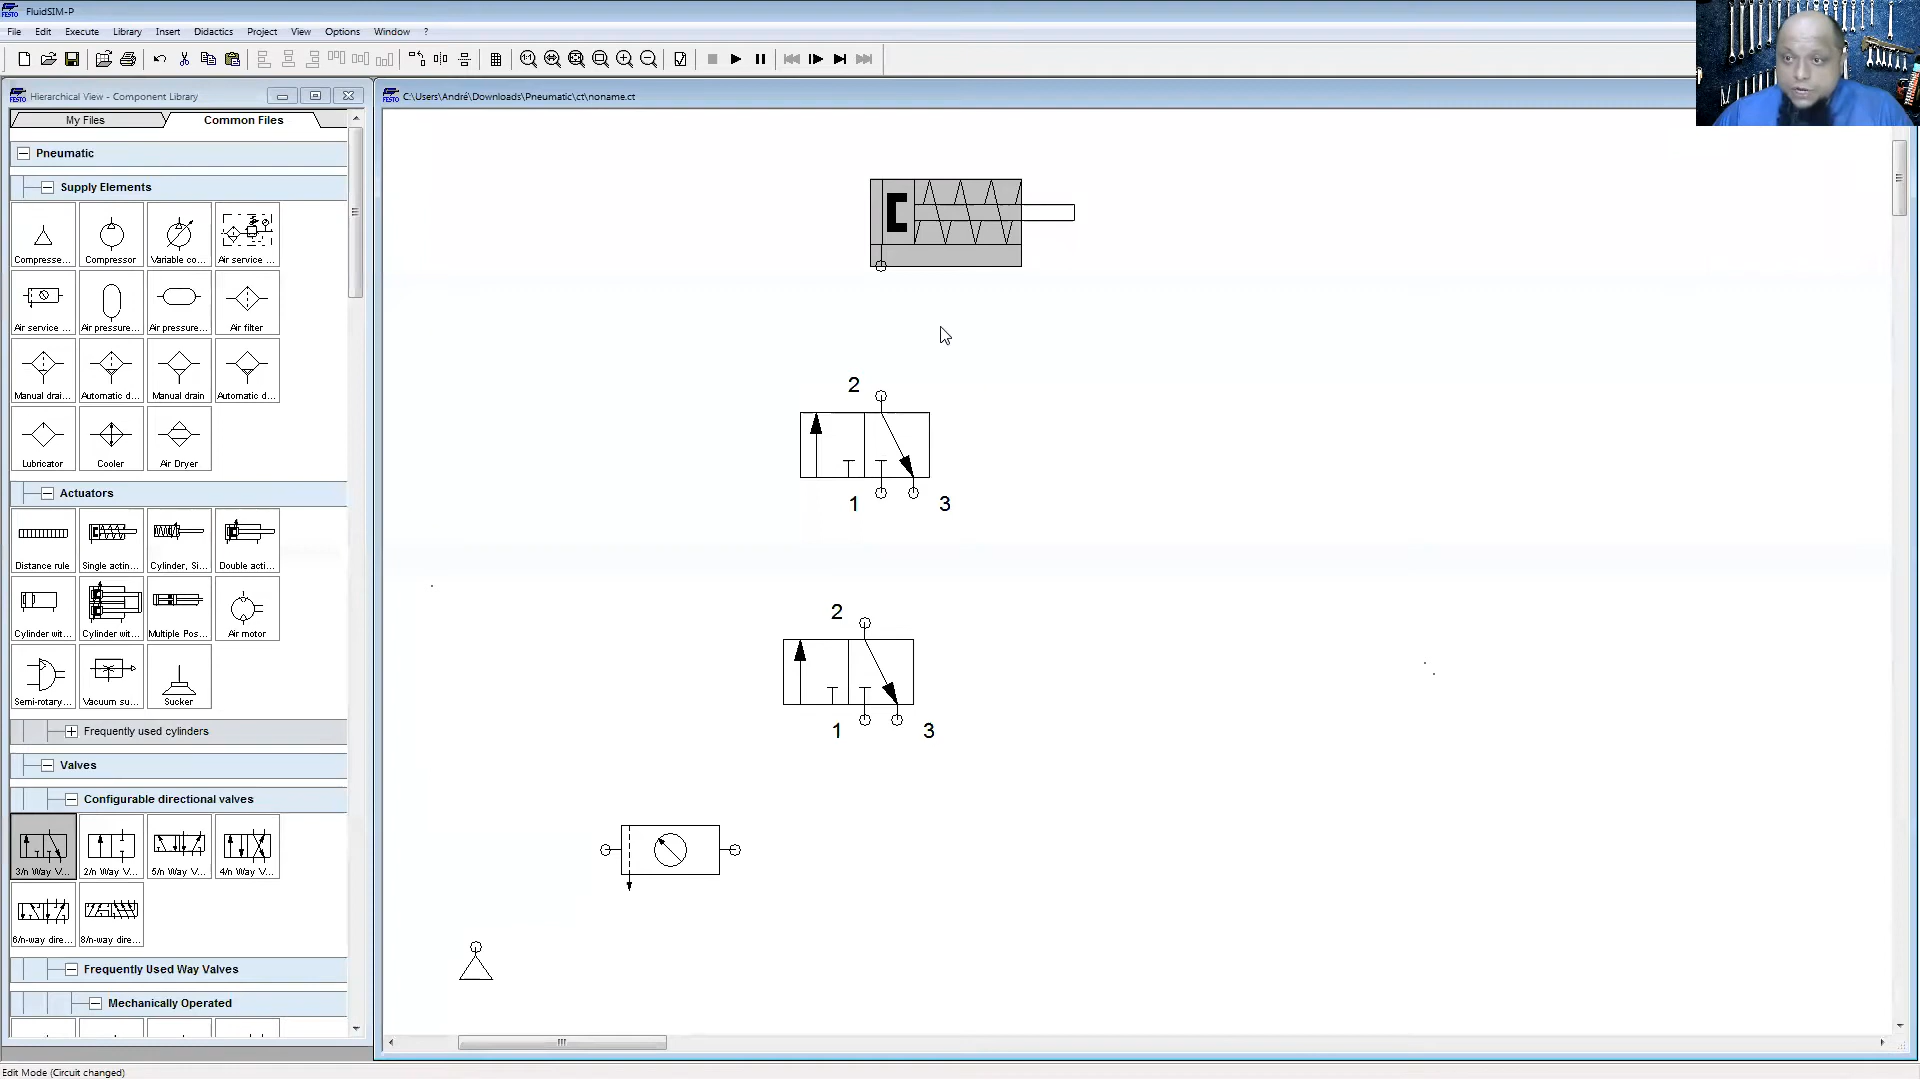 FluidSIM-P
File Edit Execute Library Insert Didactics Project View Options Window ?
Hierarchical View - Component Library
C:\Users\André\Downloads\Pneumatic\ct\noname.ct
My Files Common Files
Pneumatic
Supply Elements
Compresse... Compressor Variable co... Air service ...
Air service ... Air pressure... Air pressure... Air filter
Manual drai... Automatic d... Manual drain Automatic d...
Lubricator Cooler Air Dryer
Actuators
Distance rule Single actin... Cylinder, Si... Double acti...
Cylinder wit... Cylinder wit... Multiple Pos... Air motor
Semi-rotary... Vacuum su... Sucker
Frequently used cylinders
Valves
Configurable directional valves
3/n Way V... 2/n Way V... 5/n Way V... 4/n Way V...
6/n-way dire... 8/n-way dire...
Frequently Used Way Valves
Mechanically Operated
2
1 3
2
1 3
Edit Mode (Circuit changed)